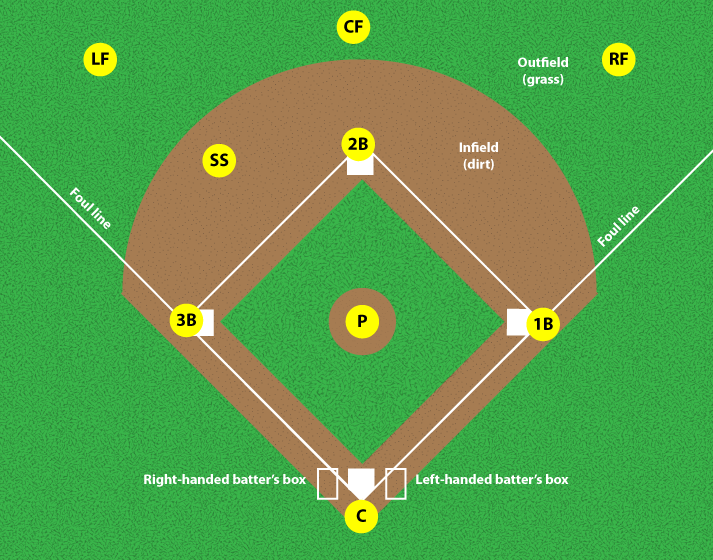 CF
LF
RF
Outfield
(grass)
2B
SS
Infield
(dirt)
Foul line
Foul line
3B
P
1B
Right-handed batter's box
Left-handed batter's box
C